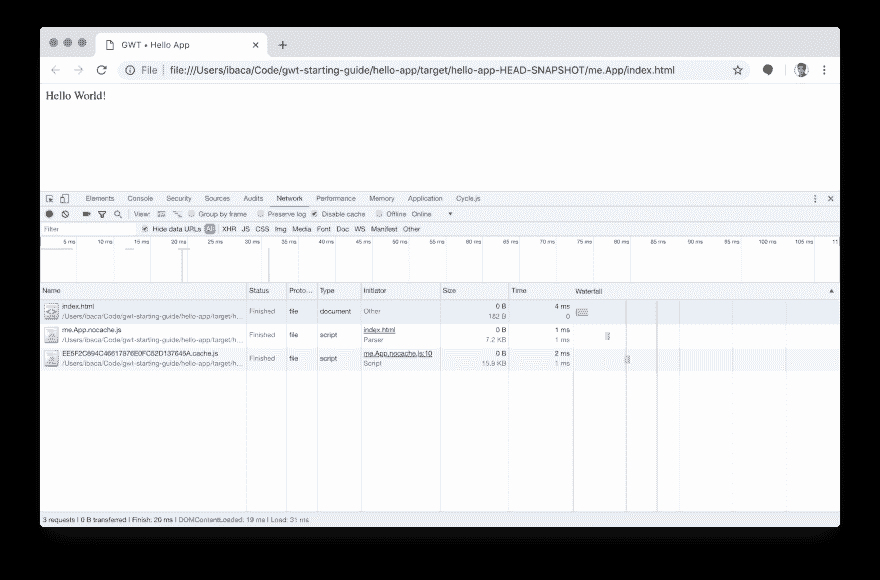 GWT • Hello App
File file:///Users/ibaca/Code/gwt-starting-guide/hello-app/target/hello-app-HEAD-SNAPSHOT/me.App/index.html
Hello World!
Elements Console Security Sources Audits Network Performance Memory Application Cycle.js
View: Group by frame Preserve log Disable cache Offline Online
Filter Hide data URLs All XHR JS CSS Img Media Font Doc WS Manifest Other
5 ms 10 ms 15 ms 20 ms 25 ms 30 ms 35 ms 40 ms 45 ms 50 ms 55 ms 60 ms 65 ms 70 ms 75 ms 80 ms 85 ms 90 ms 95 ms 100 ms 105 ms 11
Name Status Proto... Type Initiator Size Time Waterfall
index.html Finished file document Other 0 B 4 ms
/Users/ibaca/Code/gwt-starting-guide/hello-app/target/h... 182 B 0
me.App.nocache.js Finished file script index.html 0 B 1 ms
/Users/ibaca/Code/gwt-starting-guide/hello-app/target/h... Parser 7.2 KB 1 ms
Finished file script me.App.nocache.js:10 0 B 2 ms
/Users/ibaca/Code/gwt-starting-guide/hello-app/target/h... Script 15.9 KB 1 ms
3 requests | 0 B transferred | Finish: 20 ms | DOMContentLoaded: 19 ms | Load: 31 ms